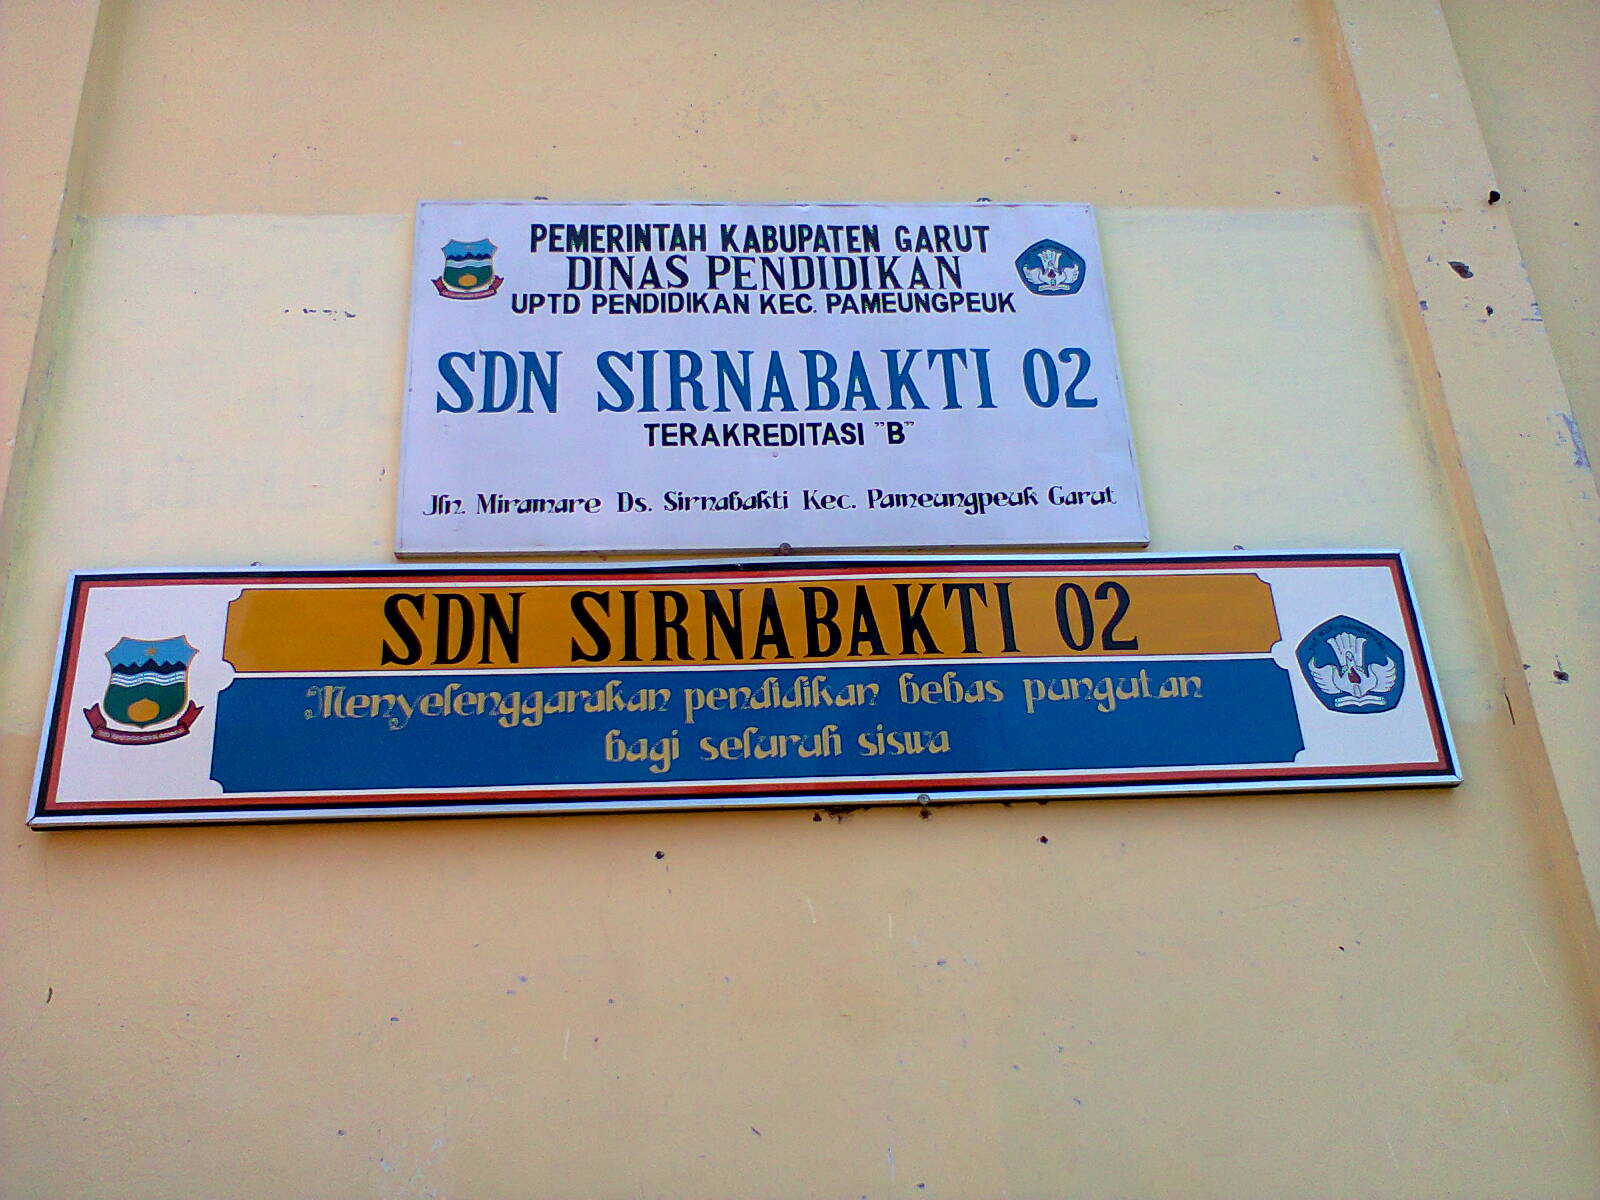 PEMERINTAH KABUPATEN GARUT
DINAS PENDIDIKAN
UPTD PENDIDIKAN KEC. PAMEUNGPEUK
SDN SIRNABAKTI 02
TERAKREDITASI "B"
Jln. Miramare Ds. Sirnabakti Kec. Pameungpeuk Garut
SDN SIRNABAKTI 02
Menyelenggarakan pendidikan bebas pungutan
bagi seluruh siswa